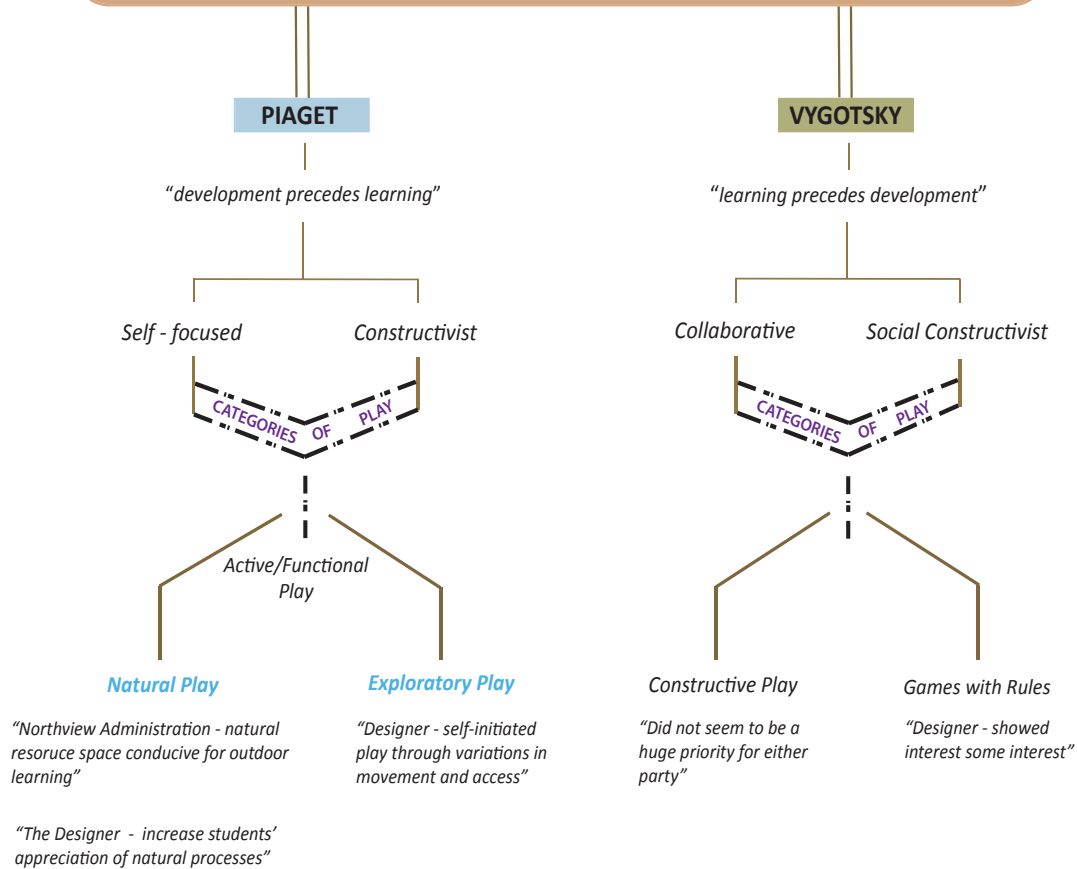 PIAGET
“development precedes learning”
Self - focused
Constructivist
CATEGORIES OF PLAY
Active/Functional
Play
Natural Play
“Northview Administration - natural
resoruce space conducive for outdoor
learning”
“The Designer - increase students’
appreciation of natural processes”
Exploratory Play
“Designer - self-initiated
play through variations in
movement and access”
VYGOTSKY
“learning precedes development”
Collaborative
Social Constructivist
CATEGORIES OF PLAY
Constructive Play
“Did not seem to be a
huge priority for either
party”
Games with Rules
“Designer - showed
interest some interest”